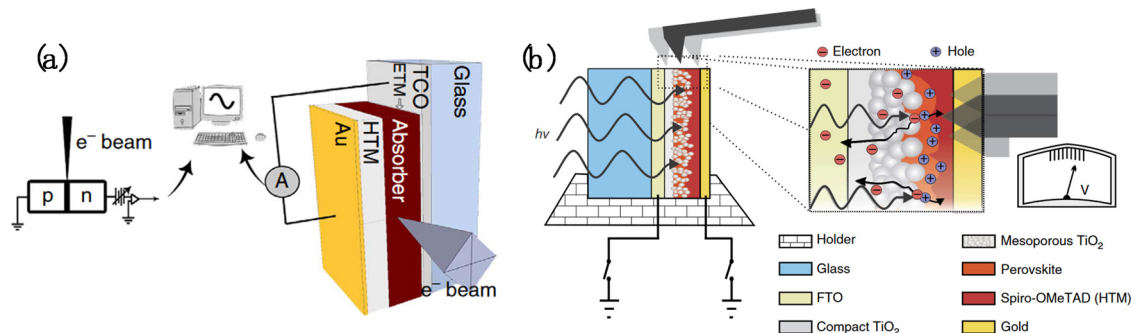 (a)
e⁻ beam
p n
A
Au
HTM
Absorber
ETM
TCO
Glass
e⁻ beam
(b)
Electron
Hole
hv
V
Holder
Glass
FTO
Compact TiO₂
Mesoporous TiO₂
Perovskite
Spiro-OMeTAD (HTM)
Gold